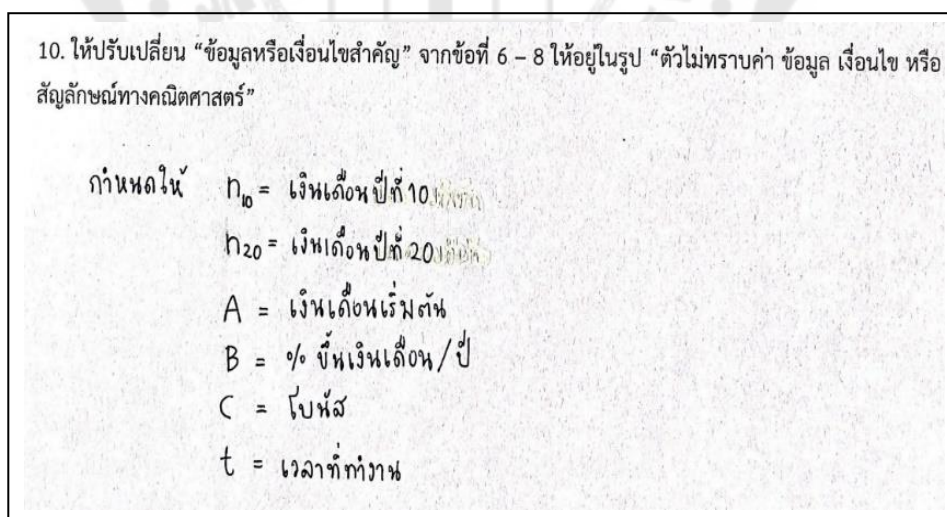 10. ให้ปรับเปลี่ยน “ข้อมูลหรือเงื่อนไขสำคัญ” จากข้อที่ 6 – 8 ให้อยู่ในรูป “ตัวไม่ทราบค่า ข้อมูล เงื่อนไข หรือ
สัญลักษณ์ทางคณิตศาสตร์”
กำหนดให้ n₁₀ = เงินเดือนปีที่ 10
n₂₀ = เงินเดือนปีที่ 20
A = เงินเดือนเริ่มต้น
B = % ขึ้นเงินเดือน / ปี
C = โบนัส
t = เวลาที่ทำงาน